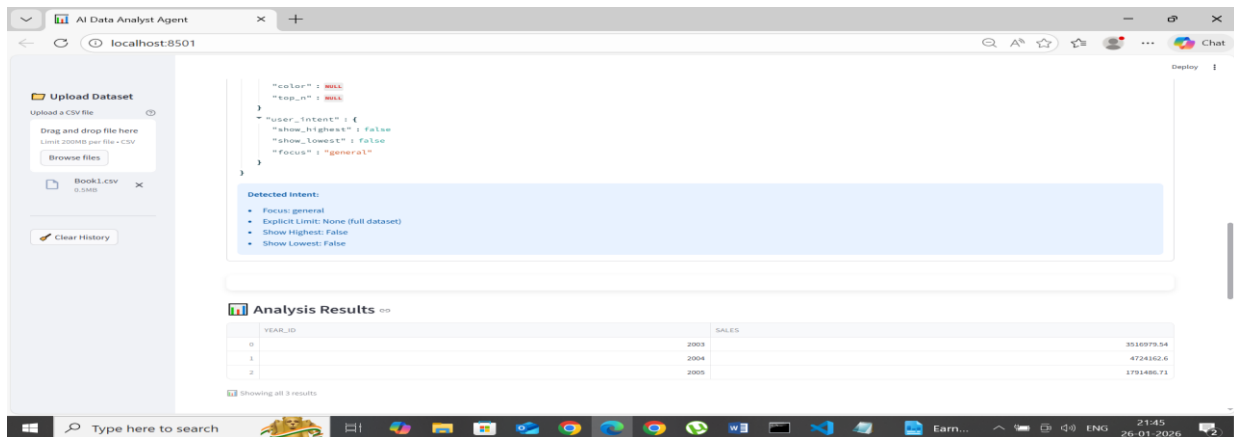 AI Data Analyst Agent
localhost:8501
Chat
Deploy
Upload Dataset
Upload a CSV file
Drag and drop file here
Limit 200MB per file • CSV
Browse files
Book1.csv
0.5MB
Clear History
"color" : NULL
"top_n" : NULL
}
"user_intent" : {
"show_highest" : false
"show_lowest" : false
"focus" : "general"
}
}
Detected Intent:
• Focus: general
• Explicit Limit: None (full dataset)
• Show Highest: False
• Show Lowest: False
Analysis Results
YEAR_ID SALES
0 2003 3516979.54
1 2004 4724162.6
2 2005 1791486.71
Showing all 3 results
Type here to search
Earn...
ENG
21:45
26-01-2026
2